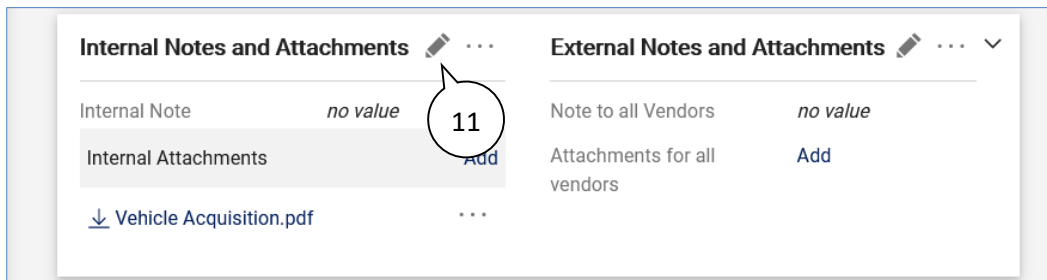 Internal Notes and Attachments ...
External Notes and Attachments ...
Internal Note no value
11
Note to all Vendors no value
Internal Attachments Add
Attachments for all
vendors
Add
Vehicle Acquisition.pdf ...